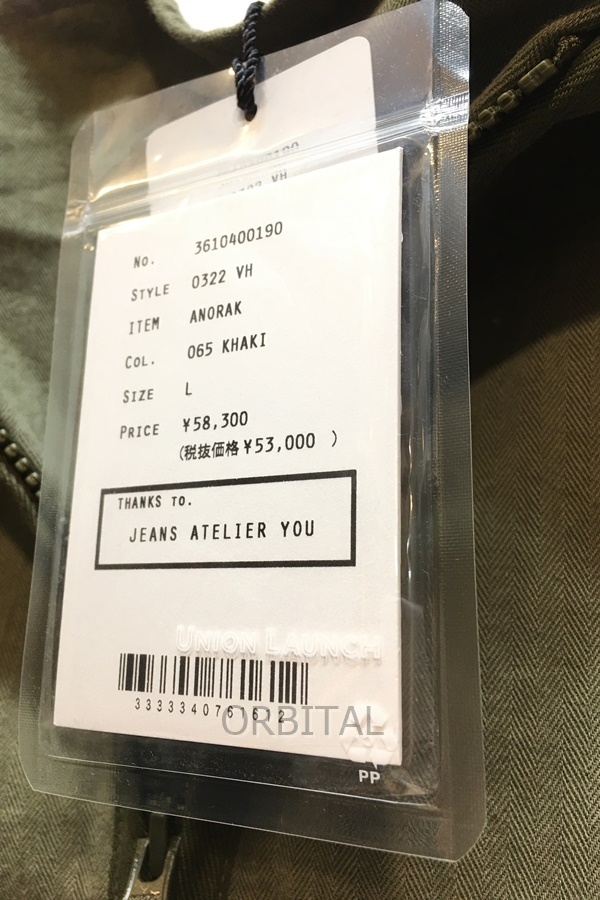 No. 3610400190
STYLE 0322 VH
ITEM ANORAK
COL. 065 KHAKI
SIZE L
PRICE ¥58,300
(税抜価格¥53,000 )
THANKS TO.
JEANS ATELIER YOU
UNION LAUNCH
ORBITAL
PP